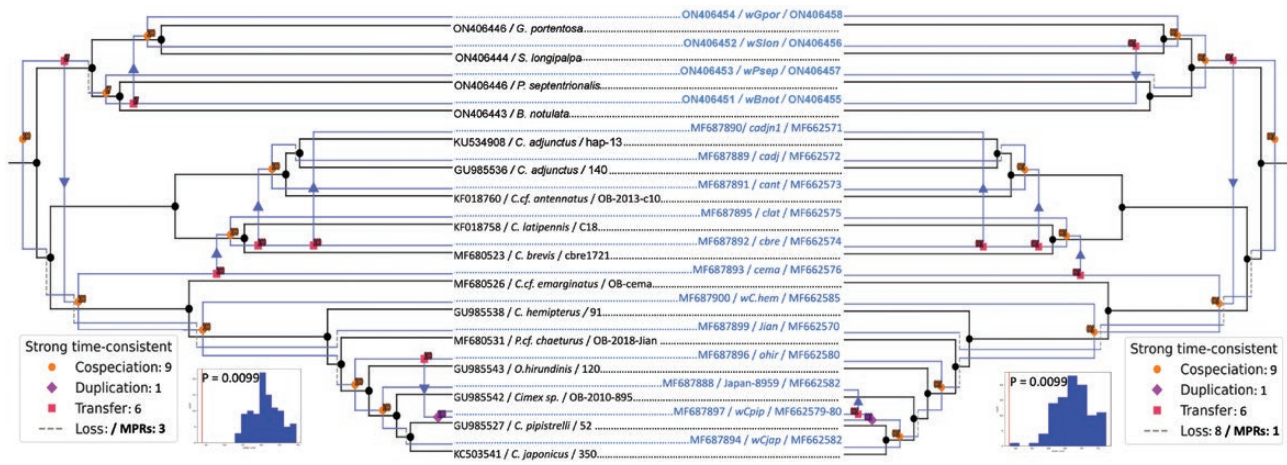 ON406454 / wGpor / ON406458
ON406446 / G. portentosa
ON406452 / wSlon / ON406456
ON406444 / S. longipalpa
ON406453 / wPsep / ON406457
ON406446 / P. septentrionalis
ON406451 / wBnot / ON406455
ON406443 / B. notulata
MF687890/ cadjn1 / MF662571
KU534908 / C. adjunctus / hap-13
MF687889 / cadj / MF662572
GU985536 / C. adjunctus / 140
MF687891 / cant / MF662573
KF018760 / C.cf. antennatus / OB-2013-c10
MF687895 / clat / MF662575
KF018758 / C. latipennis / C18
MF687892 / cbre / MF662574
MF680523 / C. brevis / cbre1721
MF687893 / cema / MF662576
MF680526 / C.cf. emarginatus / OB-cema
MF687900 / wC.hem / MF662585
GU985538 / C. hemipterus / 91
MF687899 / Jian / MF662570
MF680531 / P.cf. chaeturus / OB-2018-Jian
MF687896 / ohir / MF662580
GU985543 / O.hirundinis / 120
MF687888 / Japan-8959 / MF662582
GU985542 / Cimex sp. / OB-2010-895
MF687897 / wCpip / MF662579-80
GU985527 / C. pipistrelli / 52
MF687894 / wCjap / MF662582
KC503541 / C. japonicus / 350
Strong time-consistent
Cospeciation: 9
Duplication: 1
Transfer: 6
Loss: / MPRs: 3
P = 0.0099
P = 0.0099
Strong time-consistent
Cospeciation: 9
Duplication: 1
Transfer: 6
Loss: 8 / MPRs: 1